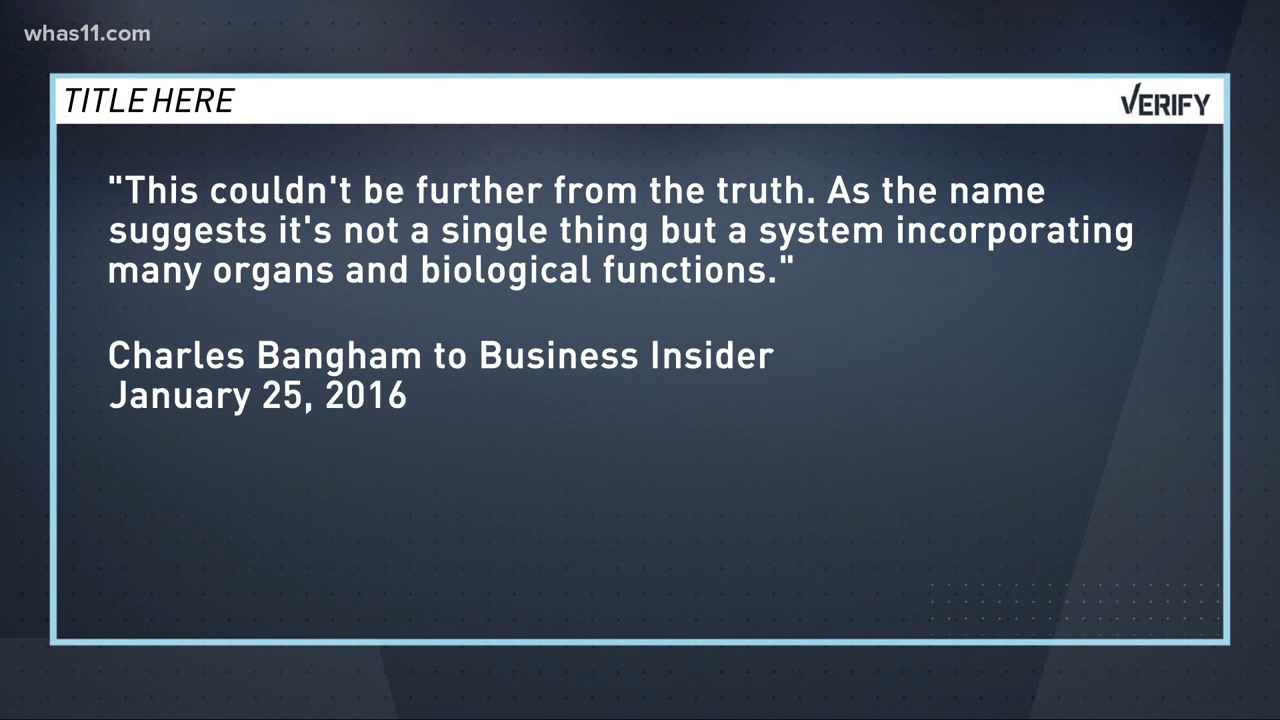 whas11.com
TITLE HERE
VERIFY
"This couldn't be further from the truth. As the name
suggests it's not a single thing but a system incorporating
many organs and biological functions."
Charles Bangham to Business Insider
January 25, 2016